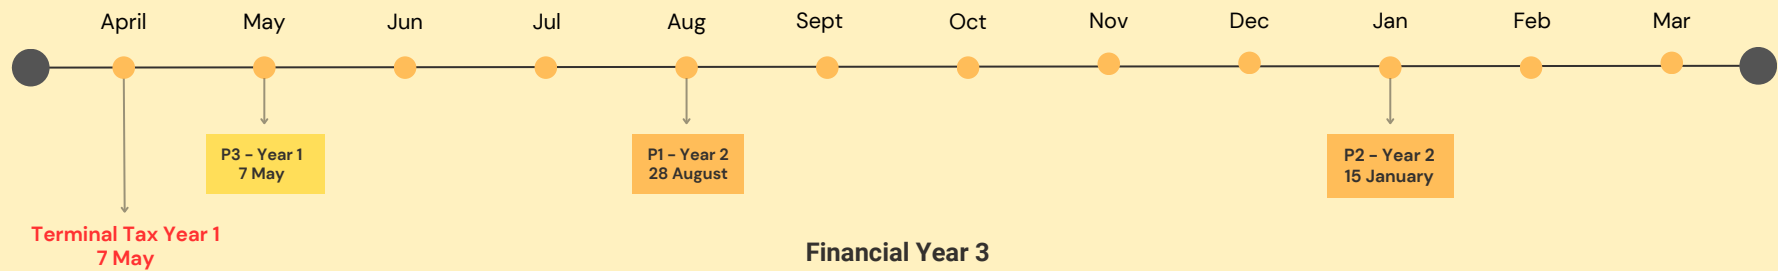 April May Jun Jul Aug Sept Oct Nov Dec Jan Feb Mar
P3 - Year 1
7 May
P1 - Year 2
28 August
P2 - Year 2
15 January
Terminal Tax Year 1
7 May
Financial Year 3